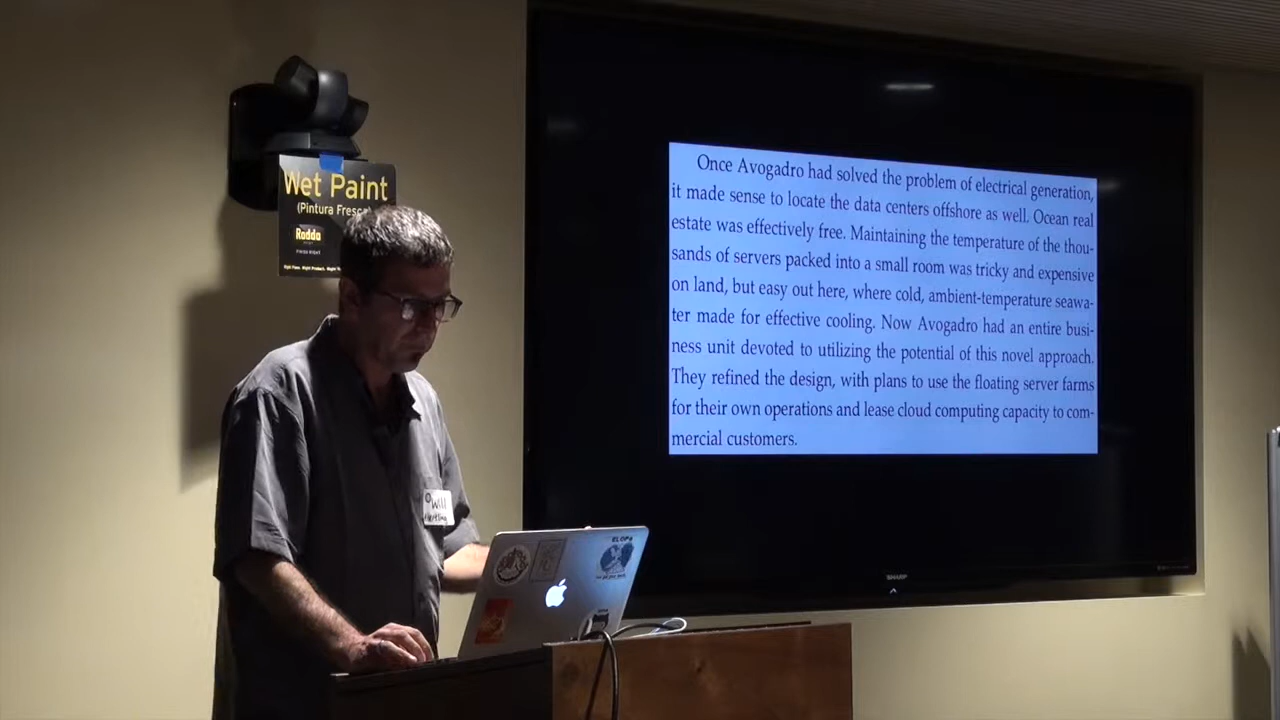 Wet Paint
(Pintura Fresca)
Rodda
Once Avogadro had solved the problem of electrical generation,
it made sense to locate the data centers offshore as well. Ocean real
estate was effectively free. Maintaining the temperature of the thou-
sands of servers packed into a small room was tricky and expensive
on land, but easy out here, where cold, ambient-temperature seawa-
ter made for effective cooling. Now Avogadro had an entire busi-
ness unit devoted to utilizing the potential of this novel approach.
They refined the design, with plans to use the floating server farms
for their own operations and lease cloud computing capacity to com-
mercial customers.
Will
Hertling
ELOPe
SHARP